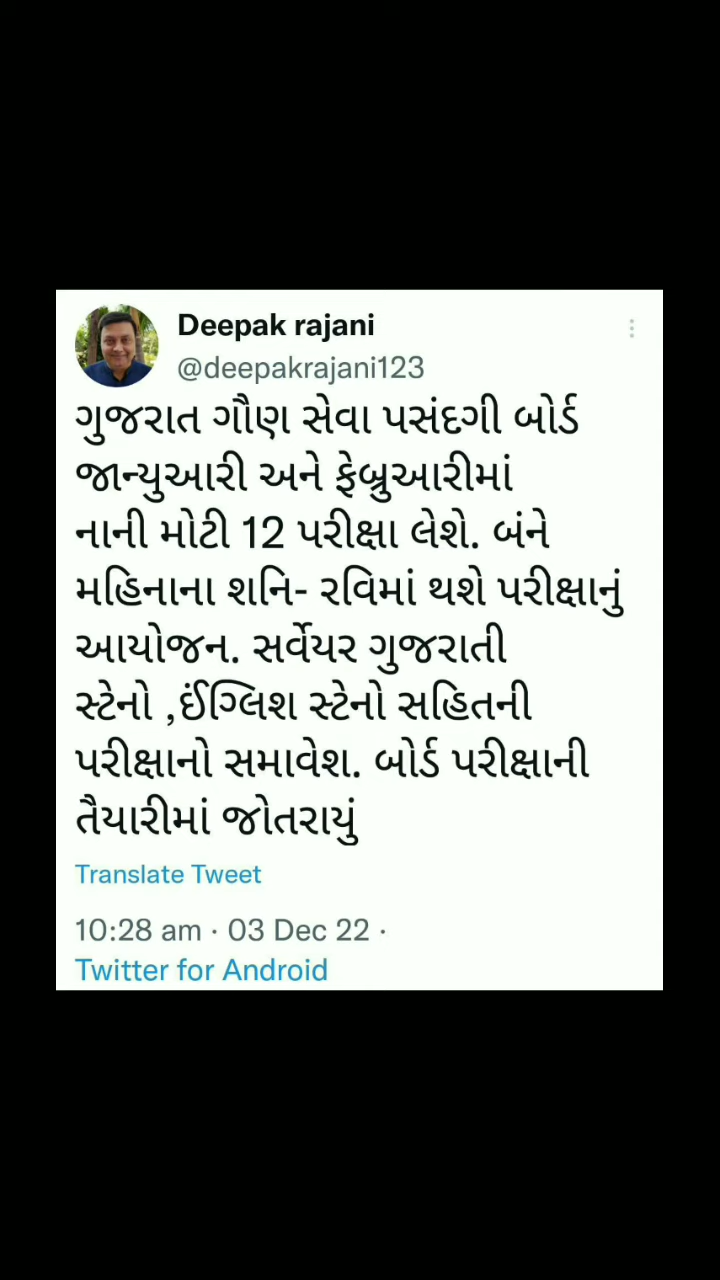 Deepak rajani
@deepakrajani123
ગુજરાત ગૌણ સેવા પસંદગી બોર્ડ
જાન્યુઆરી અને ફેબ્રુઆરીમાં
નાની મોટી 12 પરીક્ષા લેશે. બંને
મહિનાના શનિ- રવિમાં થશે પરીક્ષાનું
આયોજન. સર્વેયર ગુજરાતી
સ્ટેનો ,ઈંગ્લિશ સ્ટેનો સહિતની
પરીક્ષાનો સમાવેશ. બોર્ડ પરીક્ષાની
તૈયારીમાં જોતરાયું
Translate Tweet
10:28 am · 03 Dec 22 ·
Twitter for Android